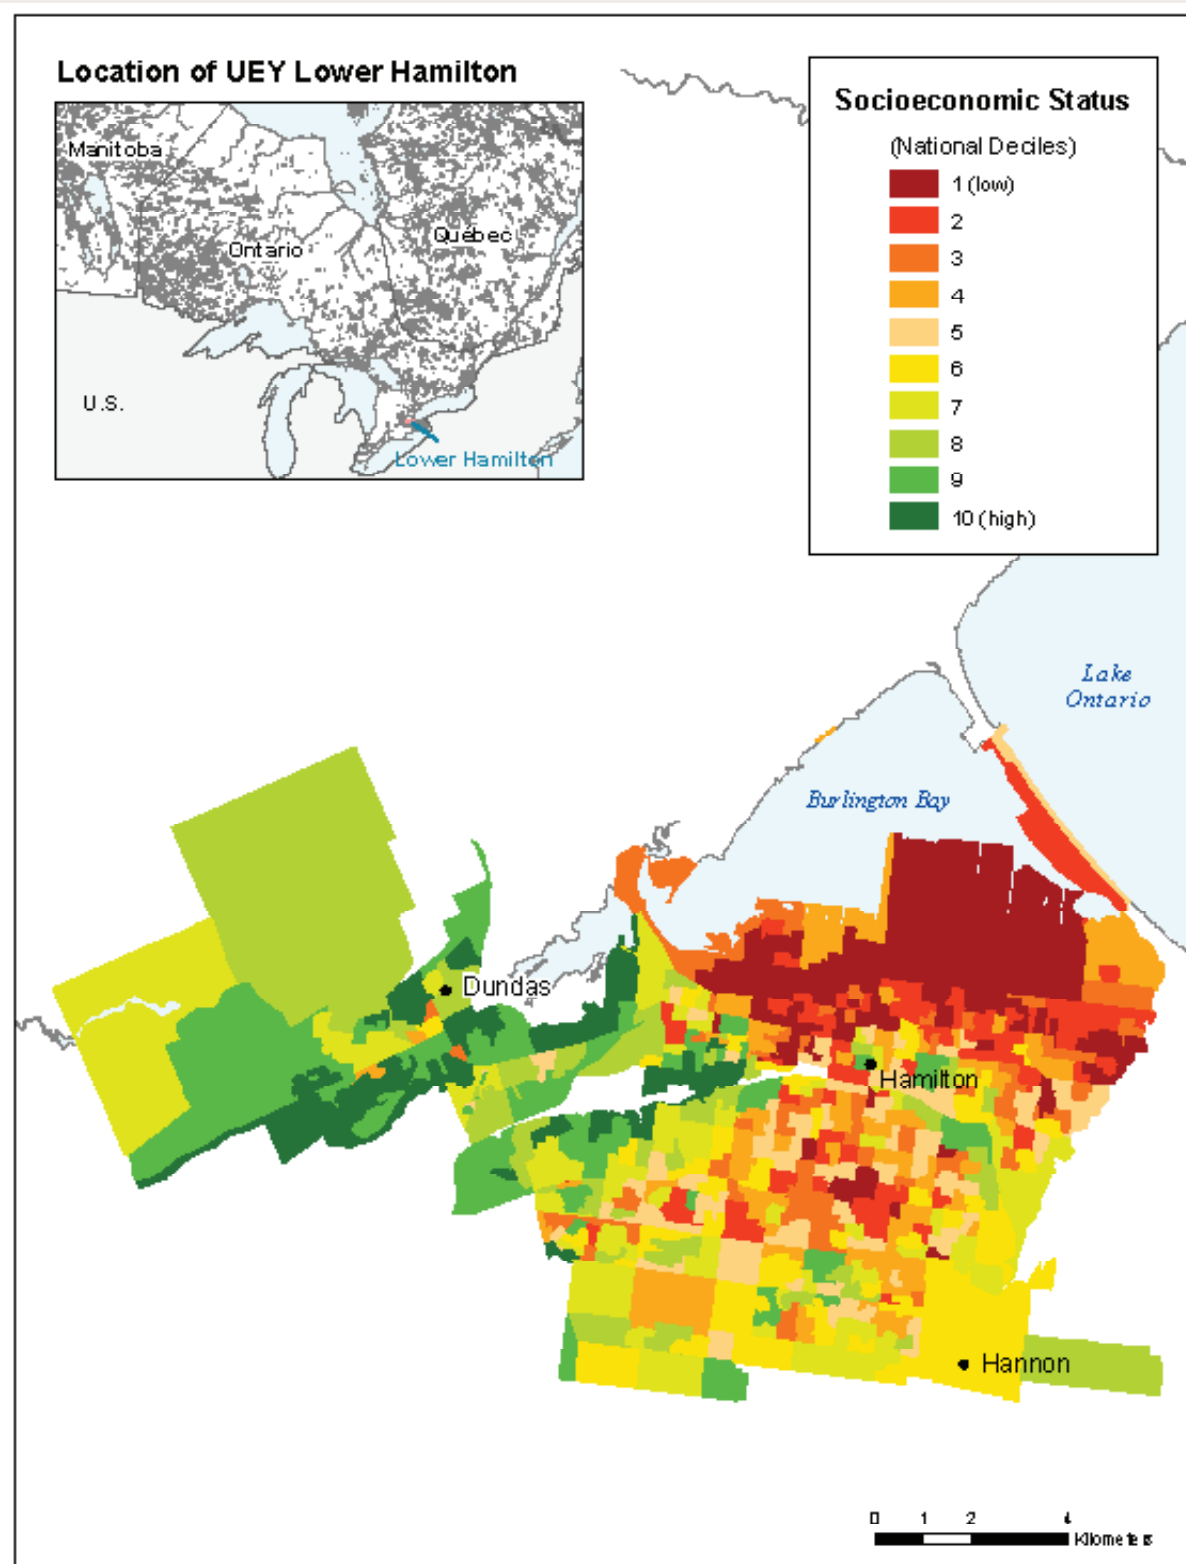 Location of UEY Lower Hamilton
Manitoba
Ontario
Québec
U.S.
Lower Hamilton
Socioeconomic Status
(National Deciles)
1 (low)
2
3
4
5
6
7
8
9
10 (high)
Lake
Ontario
Burlington Bay
Dundas
Hamilton
Hannon
0 1 2 4
Kilometers